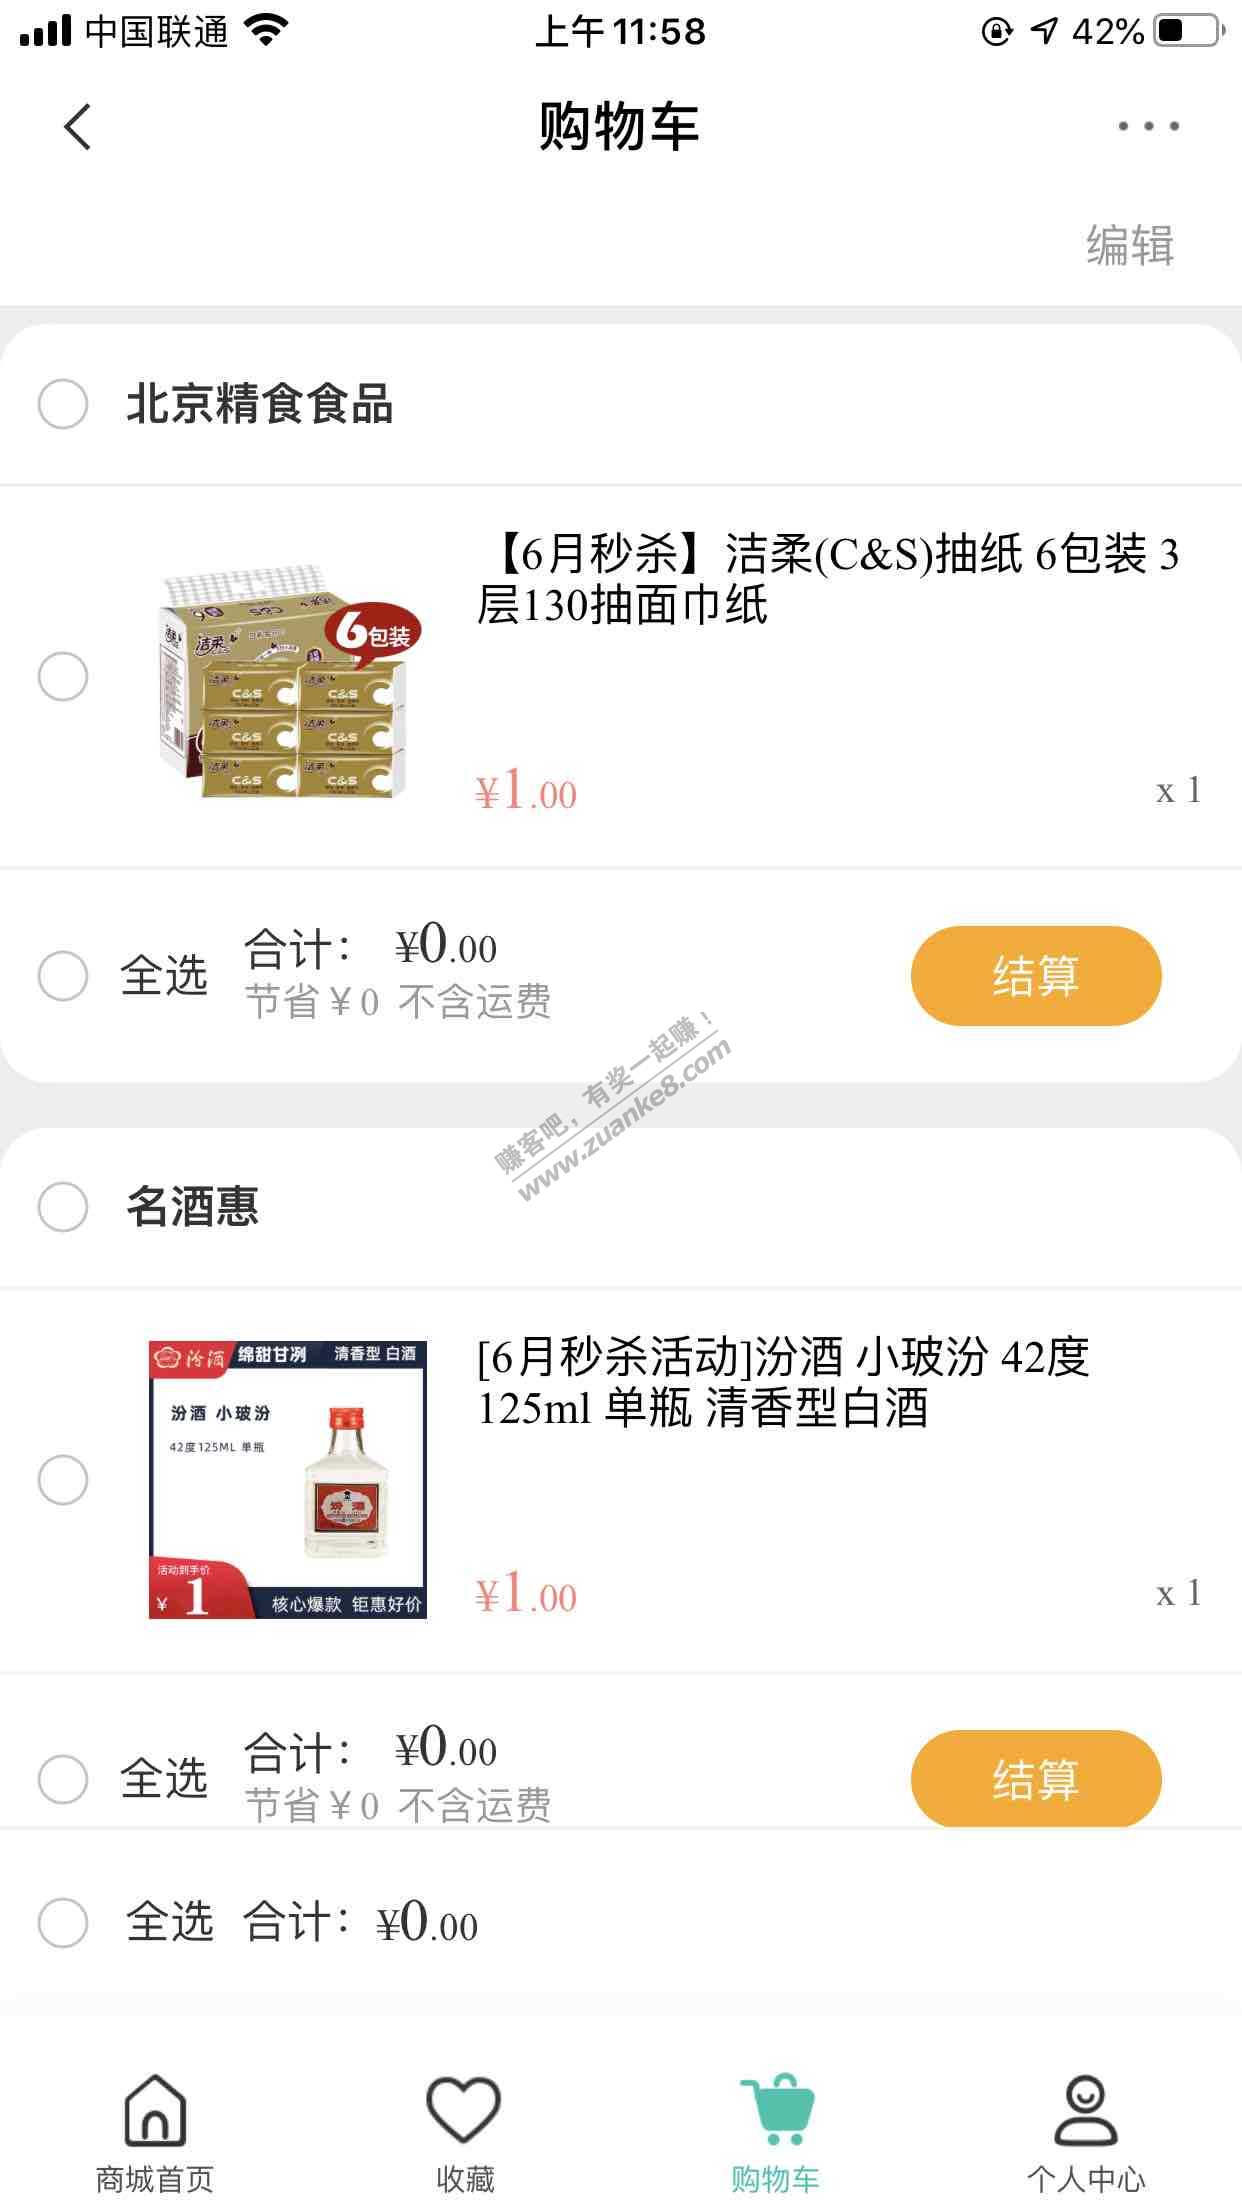 中国联通
上午11:58
42%
购物车
编辑
北京精食食品
【6月秒杀】洁柔(C&S)抽纸 6包装 3
层130抽面巾纸
6包装
洁柔
C&S
C&S
C&S
C&S
C&S
C&S
¥1.00
x 1
全选
合计： ¥0.00
节省￥0 不含运费
结算
赚客吧，有奖一起赚！
www.zuanke8.com
名酒惠
[6月秒杀活动]汾酒 小玻汾 42度
125ml 单瓶 清香型白酒
汾酒
绵甜甘冽
清香型 白酒
汾酒 小玻汾
42度125ML 单瓶
汾酒
活动到手价
￥1
核心爆款 钜惠好价
¥1.00
x 1
全选
合计： ¥0.00
节省￥0 不含运费
结算
全选 合计：¥0.00
商城首页
收藏
购物车
个人中心